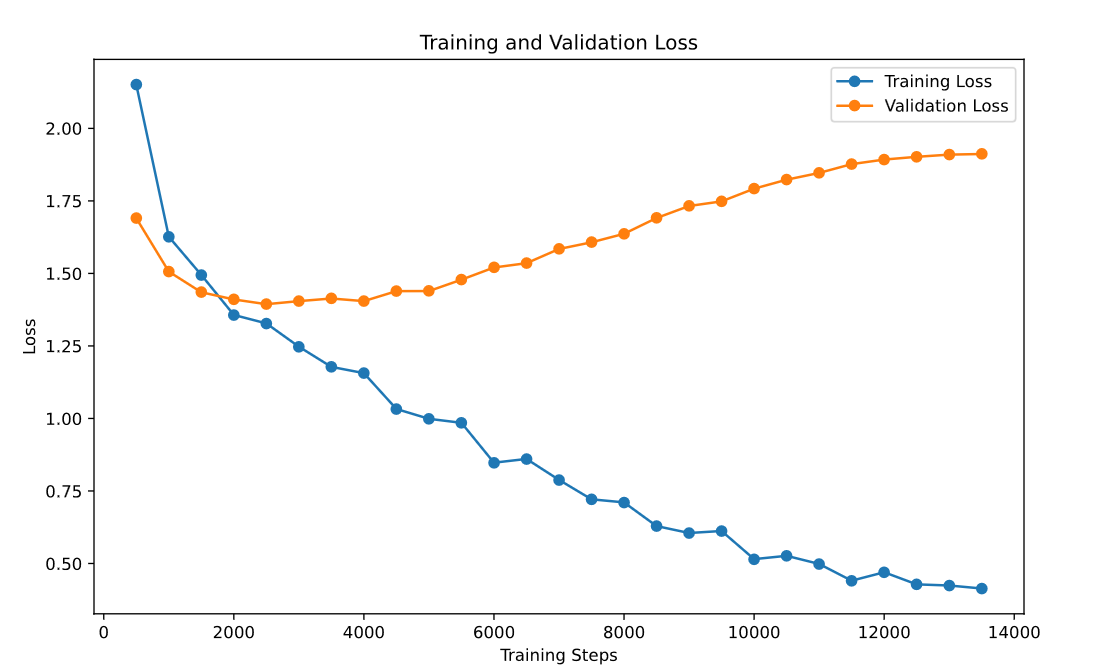 Training and Validation Loss
Training Loss
Validation Loss
2.00
1.75
1.50
1.25
1.00
0.75
0.50
Loss
0 2000 4000 6000 8000 10000 12000 14000
Training Steps